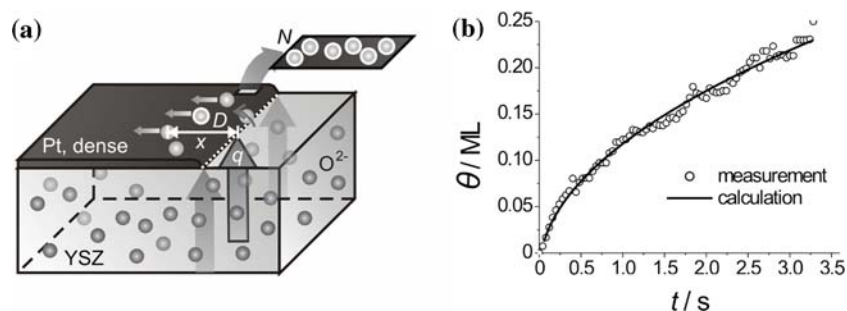 (a)
N
D
x
q
Pt, dense
O²⁻
YSZ
(b)
θ / ML
0.25
0.20
0.15
0.10
0.05
0
measurement
calculation
0 0.5 1.0 1.5 2.0 2.5 3.0 3.5
t / s